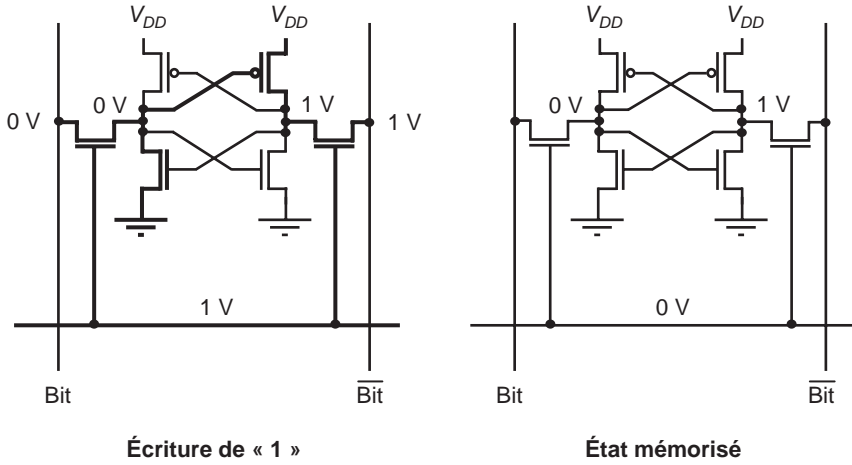 VDD VDD VDD VDD
0 V 1 V 0 V 1 V
0 V 1 V
1 V 0 V
Bit Bit Bit Bit
Écriture de « 1 » État mémorisé